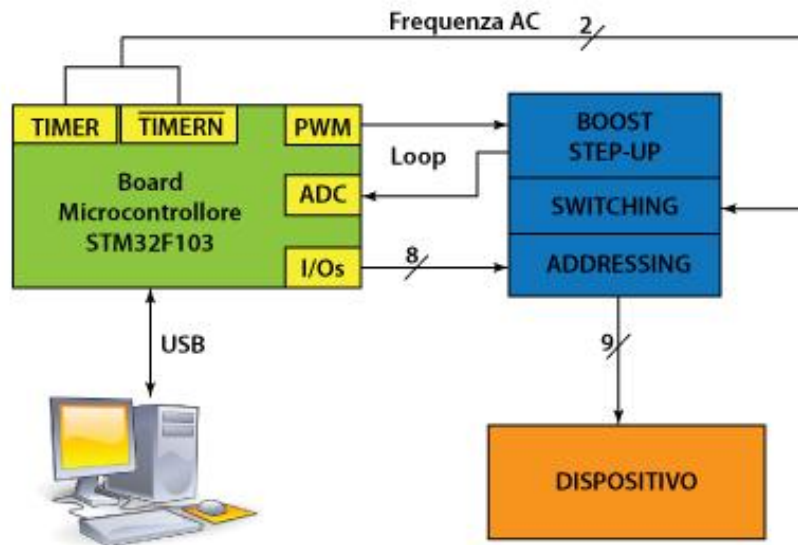 Frequenza AC
2
TIMER
TIMERN
PWM
BOOST
STEP-UP
Loop
Board
Microcontrollore
STM32F103
ADC
SWITCHING
I/Os
8
ADDRESSING
USB
9
DISPOSITIVO